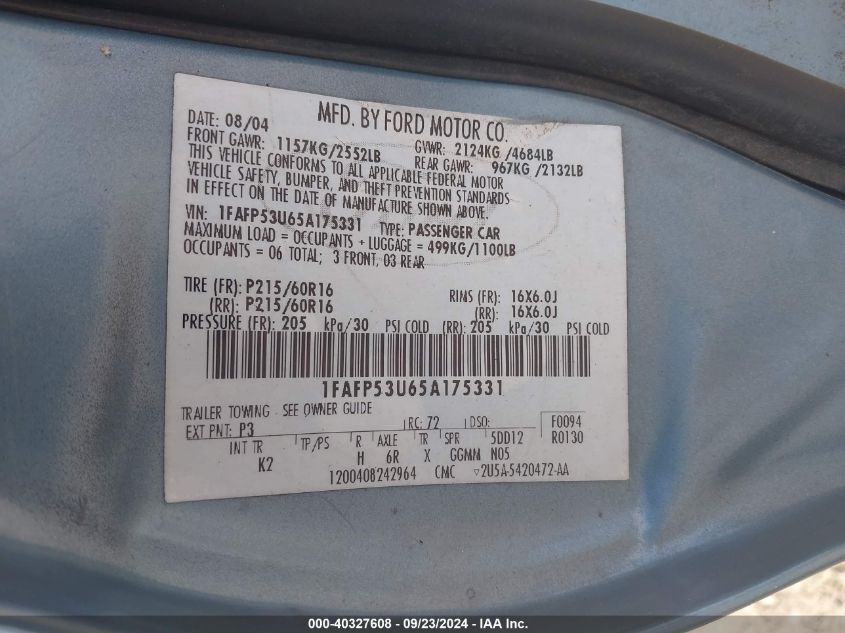 MFD. BY FORD MOTOR CO.
DATE: 08/04 GVWR: 2124KG /4684LB
FRONT GAWR: 1157KG/2552LB REAR GAWR: 967KG /2132LB
THIS VEHICLE CONFORMS TO ALL APPLICABLE FEDERAL MOTOR
VEHICLE SAFETY, BUMPER, AND THEFT PREVENTION STANDARDS
IN EFFECT ON THE DATE OF MANUFACTURE SHOWN ABOVE.
VIN: 1FAFP53U65A175331 TYPE: PASSENGER CAR
MAXIMUM LOAD = OCCUPANTS + LUGGAGE = 499KG/1100LB
OCCUPANTS = 06 TOTAL; 3 FRONT, 03 REAR
TIRE (FR): P215/60R16 RIMS (FR): 16X6.0J
(RR): P215/60R16 (RR): 16X6.0J
PRESSURE (FR): 205 kPa/30 PSI COLD (RR): 205 kPa/30 PSI COLD
1FAFP53U65A175331
TRAILER TOWING - SEE OWNER GUIDE
EXT PNT: P3 RC: 72 DSO: F0094
INT TR TP/PS R AXLE TR SPR 5DD12 R0130
K2 H 6R X GGMM N05
1200408242964 CMC ▽2U5A-5420472-AA
000-40327608 - 09/23/2024 - IAA Inc.